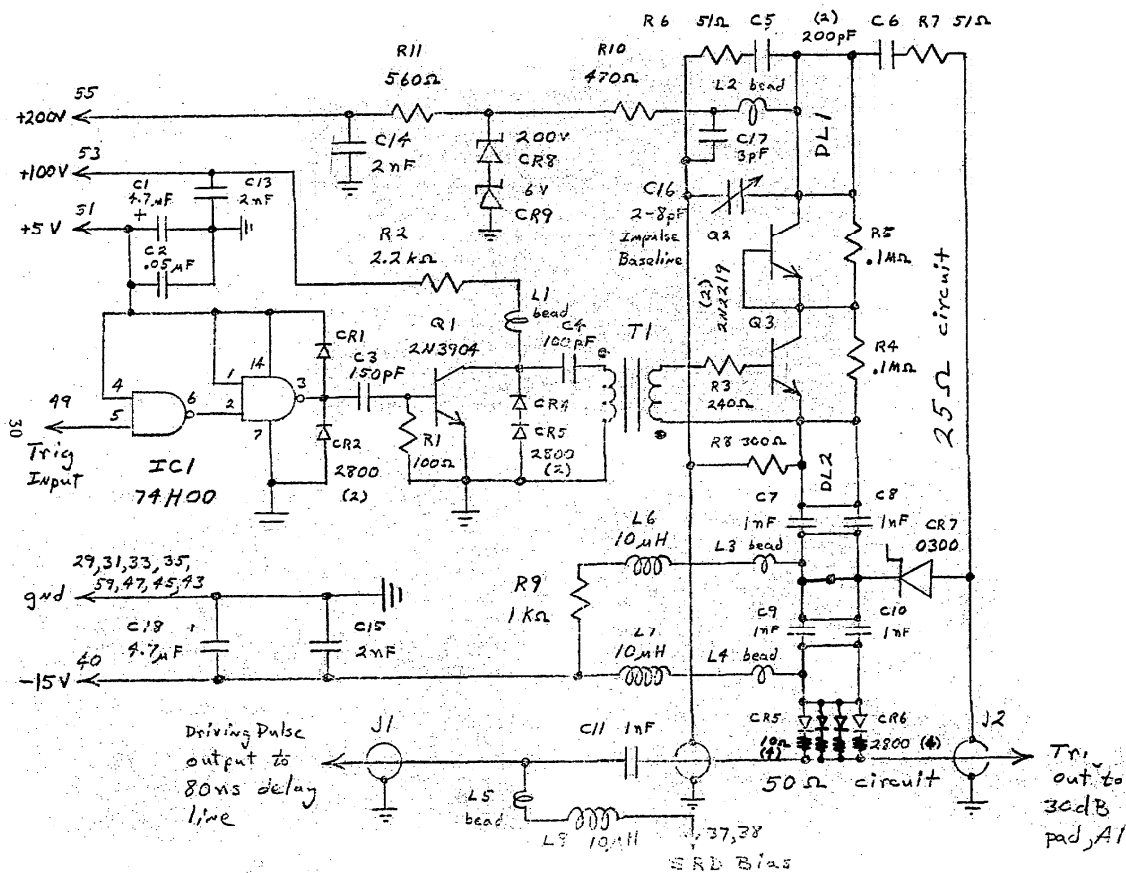 R6 51Ω C5 (2) 200pF C6 R7 51Ω
R11
560Ω
R10
470Ω
L2 bead
55
+200V
C14
2nF
200V
CR8
6V
CR9
C17
3pF
DL1
53
+100V
C1
4.7µF
+
C13
2nF
51
+5V
C2
.05µF
R2
2.2kΩ
C16
2-8pF
Impulse
Baseline
Q2
R5
.1MΩ
(2)
2N2219
L1
bead
Q1
2N3904
C4
100pF
T1
Q3
R4
.1MΩ
25Ω circuit
CR1
C3
150pF
4
5
6
1
14
2
3
7
49
30
Trig
Input
IC1
74H00
CR2
2800
(2)
R1
100Ω
CR4
CR5
2800
(2)
R3
240Ω
R8 300Ω
DL2
C7
1nF
C8
1nF
CR7
0300
L6
10µH
L3 bead
29,31,33,35,
59,47,45,43
gnd
R9
1kΩ
C18
4.7µF
C15
2nF
C9
1nF
C10
1nF
L7
10µH
L4 bead
40
-15V
Driving Pulse
output to
80ns delay
line
J1
C11 1nF
CR5
10Ω
(4)
CR6
2800 (4)
50Ω circuit
J2
Tri
out to
30dB
pad, A1
L5
bead
10µH
37,38
SRD Bias